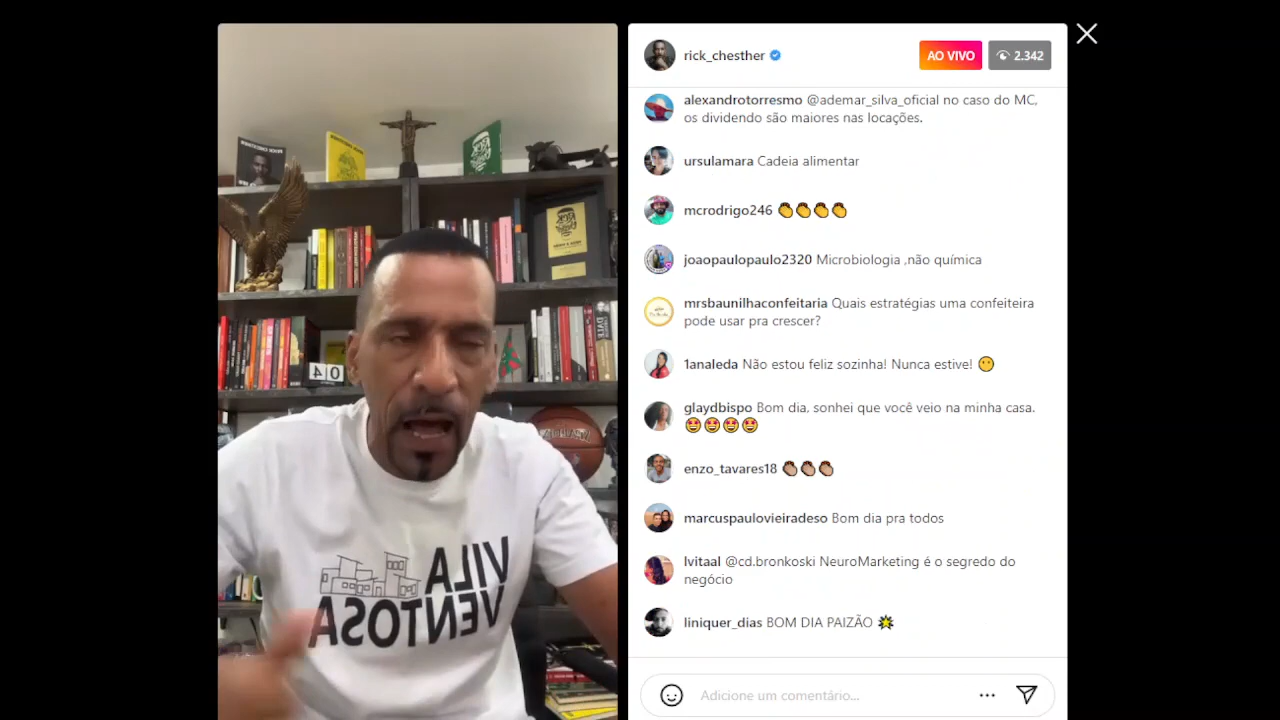 rick_chesther
AO VIVO
2.342
alexandrotorresmo @ademar_silva_oficial no caso do MC,
os dividendo são maiores nas locações.
ursulamara Cadeia alimentar
mcrodrigo246 👏👏👏👏
joaopaulopaulo2320 Microbiologia ,não química
mrsbaunilhaconfeitaria Quais estratégias uma confeiteira
pode usar pra crescer?
1analeda Não estou feliz sozinha! Nunca estive! 😶
glaydbispo Bom dia, sonhei que você veio na minha casa.
🤩🤩🤩🤩
enzo_tavares18 👏🏽👏🏽👏🏽
marcuspaulovieiradeso Bom dia pra todos
lvitaal @cd.bronkoski NeuroMarketing é o segredo do
negócio
liniquer_dias BOM DIA PAIZÃO 🌟
Adicione um comentário...
04
VILA
VENTOSA